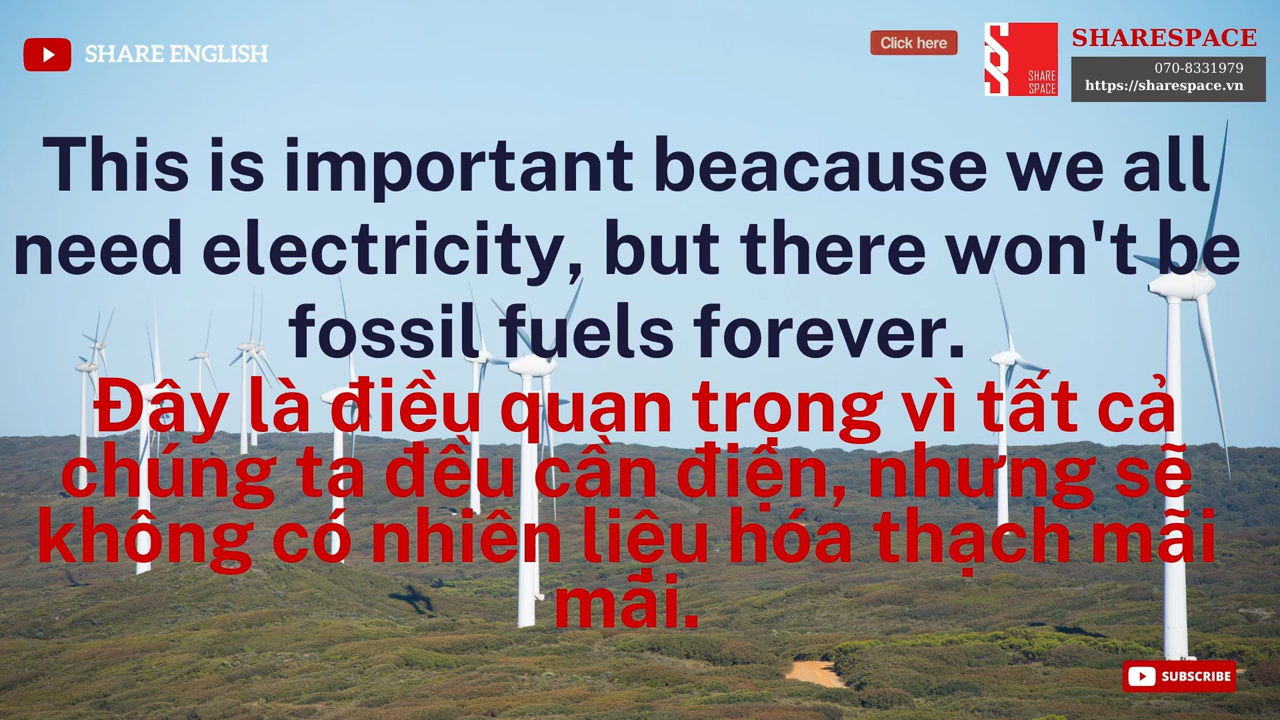 SHARE ENGLISH
Click here
SHARE
SPACE
SHARESPACE
070-8331979
https://sharespace.vn
This is important beacause we all
need electricity, but there won't be
fossil fuels forever.
Đây là điều quan trọng vì tất cả
chúng ta đều cần điện, nhưng sẽ
không có nhiên liệu hóa thạch mãi
mãi.
SUBSCRIBE